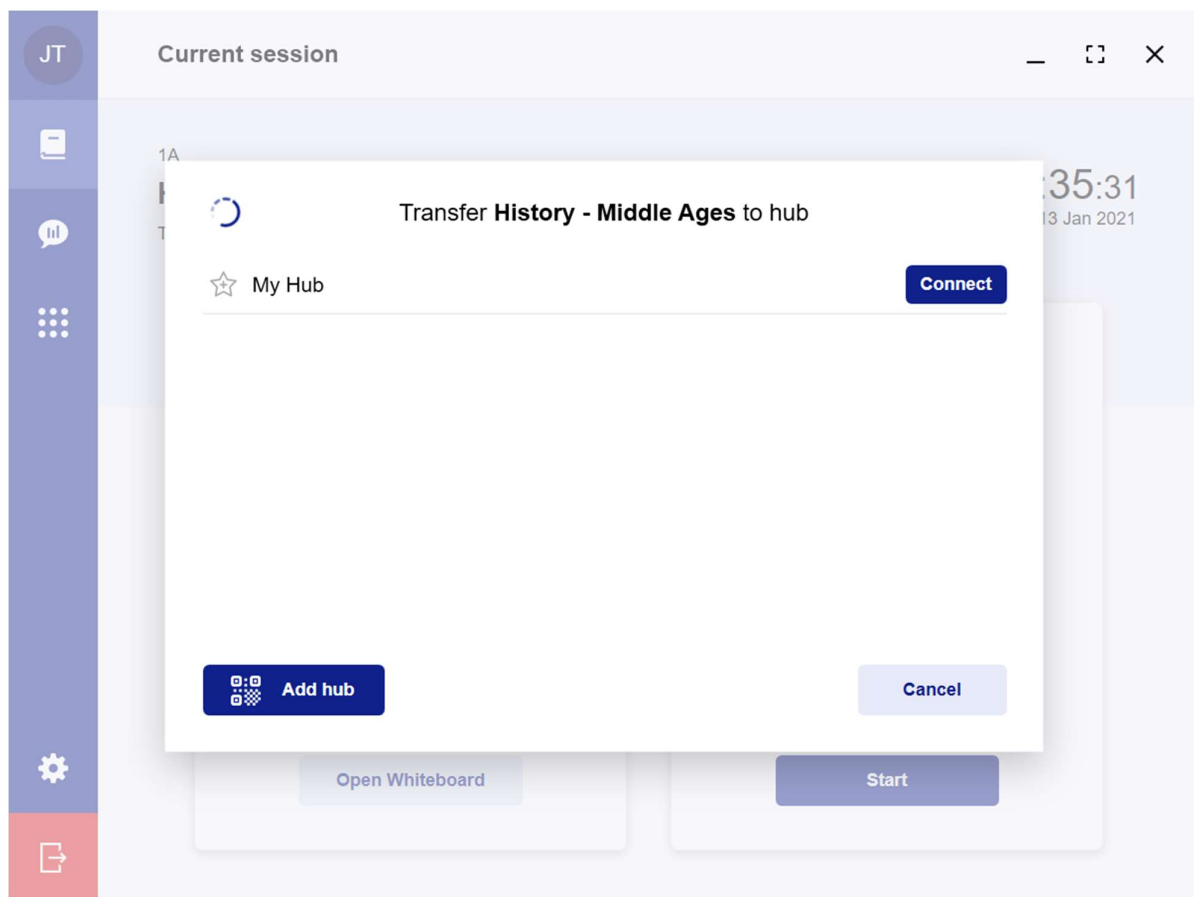 JT
Current session
1A
:35:31
13 Jan 2021
Transfer History - Middle Ages to hub
My Hub
Connect
Add hub
Cancel
Open Whiteboard
Start